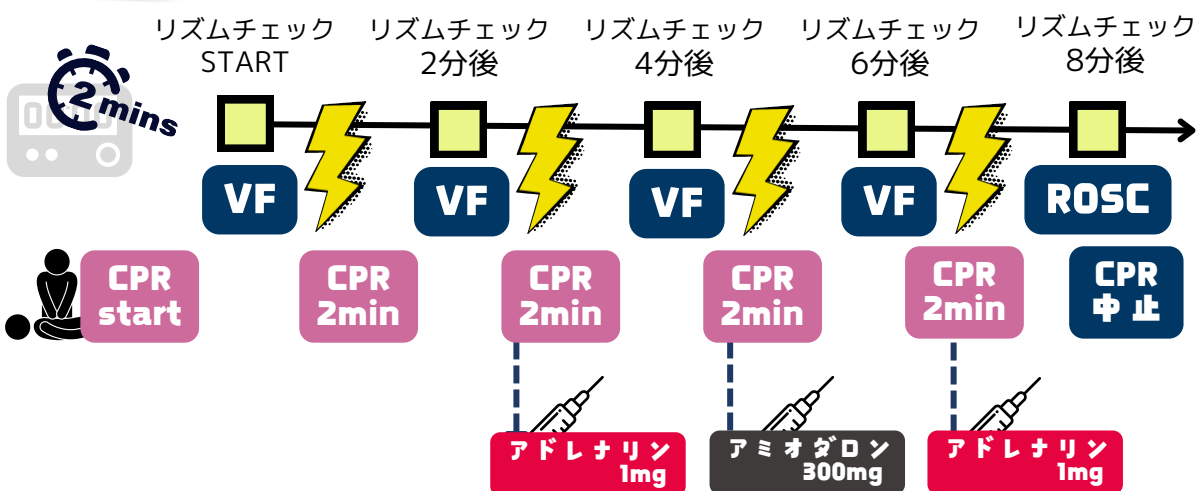 リズムチェック
START
リズムチェック
2分後
リズムチェック
4分後
リズムチェック
6分後
リズムチェック
8分後
2mins
VF
VF
VF
VF
ROSC
CPR
start
CPR
2min
CPR
2min
CPR
2min
CPR
2min
CPR
中止
アドレナリン
1mg
アミオダロン
300mg
アドレナリン
1mg